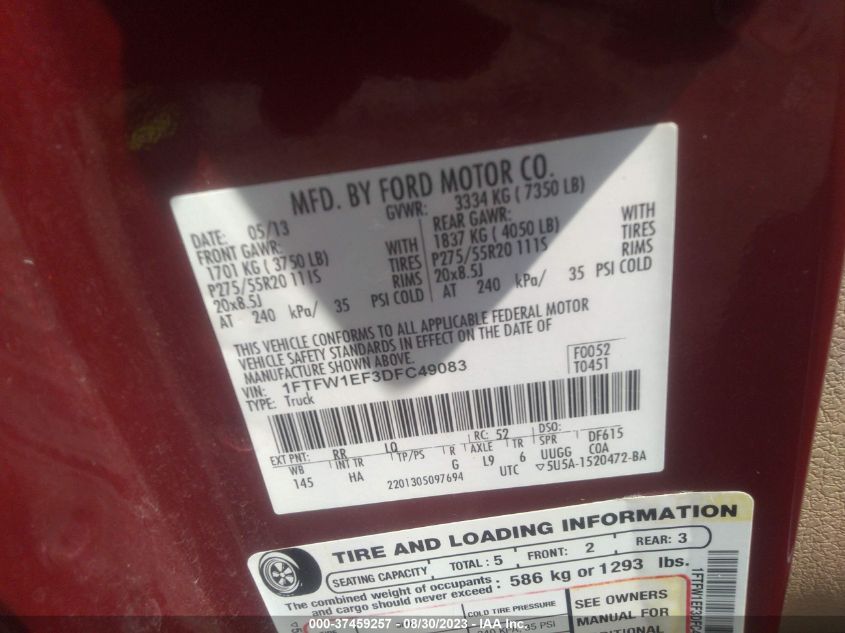 MFD. BY FORD MOTOR CO.
DATE: 05/13 GVWR: 3334 KG ( 7350 LB)
FRONT GAWR: REAR GAWR:
1701 KG ( 3750 LB) WITH 1837 KG ( 4050 LB) WITH
P275/55R20 111S TIRES P275/55R20 111S TIRES
20x8.5J RIMS 20x8.5J RIMS
AT 240 kPa/ 35 PSI COLD AT 240 kPa/ 35 PSI COLD
THIS VEHICLE CONFORMS TO ALL APPLICABLE FEDERAL MOTOR
VEHICLE SAFETY STANDARDS IN EFFECT ON THE DATE OF
MANUFACTURE SHOWN ABOVE.
VIN: 1FTFW1EF3DFC49083 F0052
TYPE: Truck T0451
EXT PNT: RR LQ RC: 52 DSO:
WB INT TR TP/PS R AXLE TR SPR DF615
145 HA G L9 6 UUGG COA
2201305097694 UTC ▽5U5A-1520472-BA
TIRE AND LOADING INFORMATION
SEATING CAPACITY TOTAL : 5 FRONT: 2 REAR: 3
The combined weight of occupants and cargo should never exceed : 586 kg or 1293 lbs.
COLD TIRE PRESSURE SEE OWNERS
240 KPA, 35 PSI MANUAL FOR
000-37459257 - 08/30/2023 - IAA Inc.